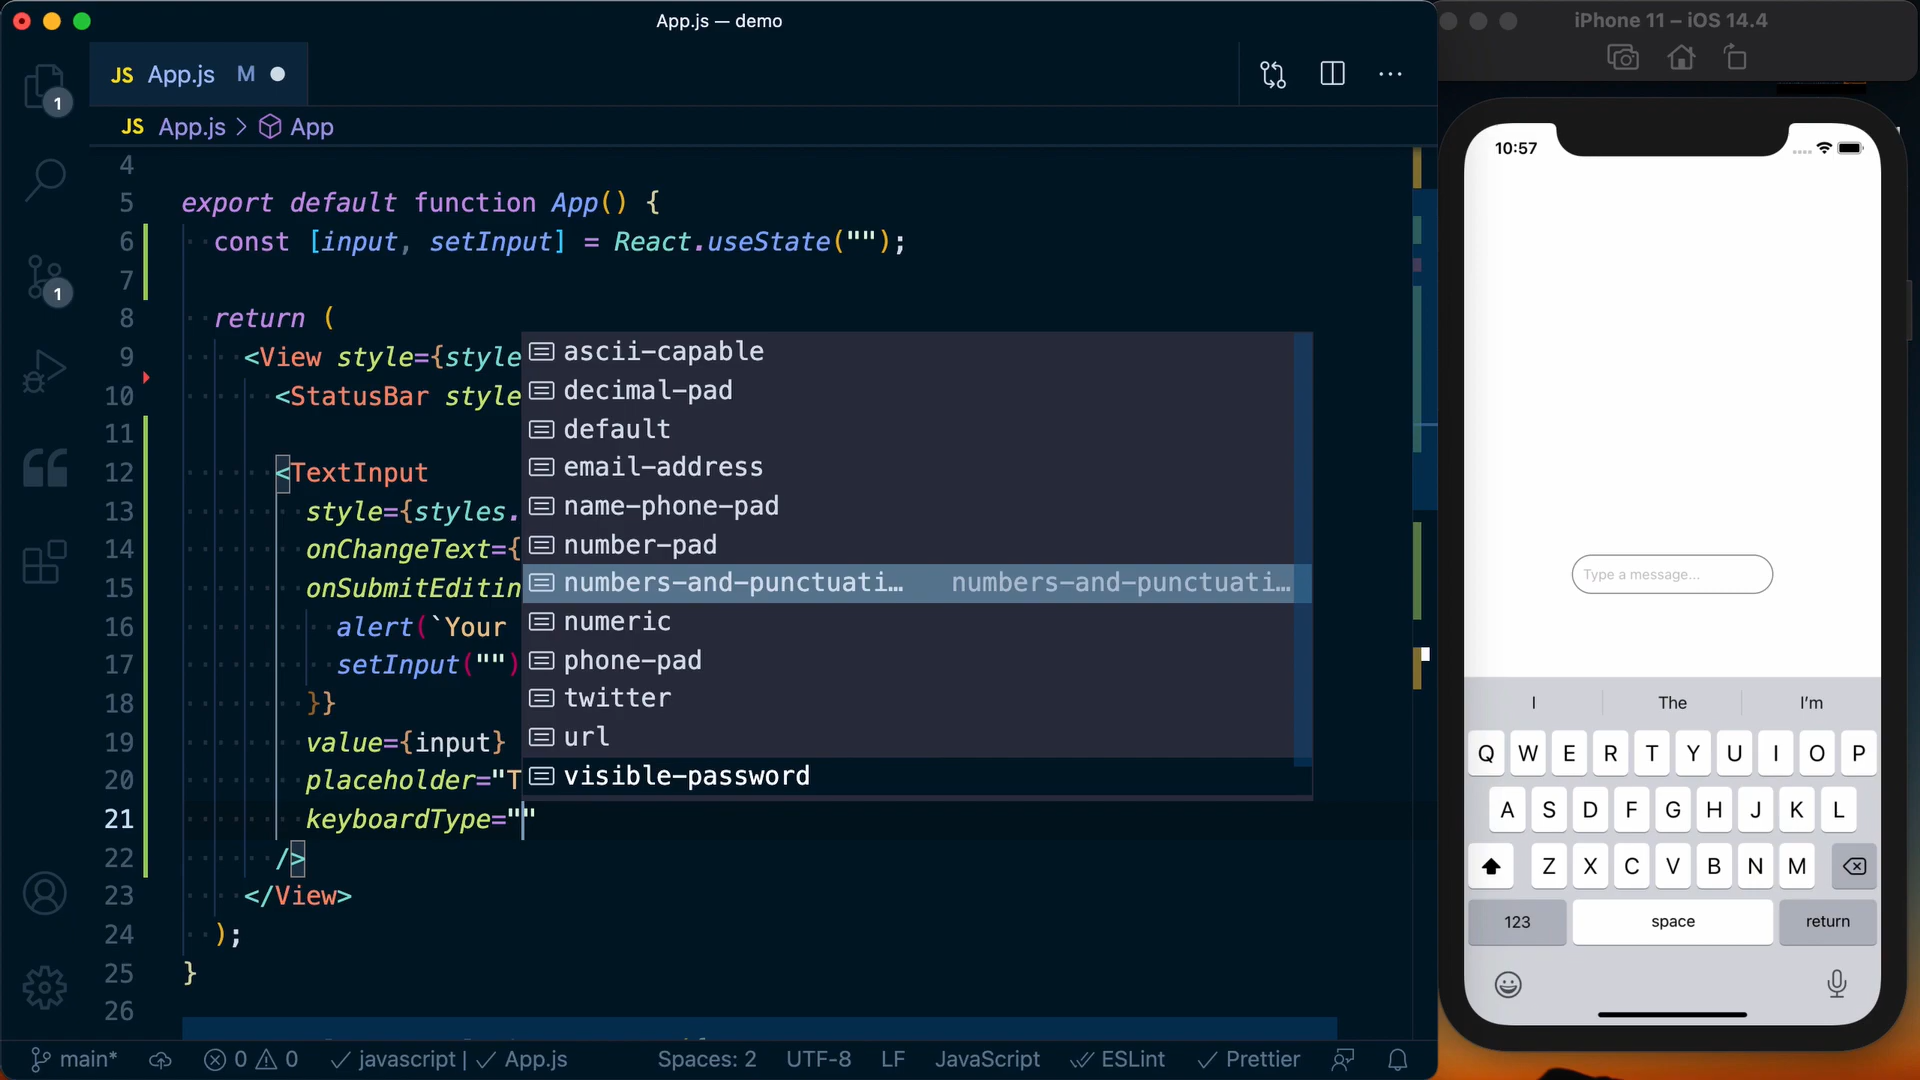 App.js — demo
JS App.js M
JS App.js > App
4
5 export default function App() {
6 const [input, setInput] = React.useState("");
7
8 return (
9 <View style={style
10 <StatusBar style
11
12 <TextInput
13 style={styles.
14 onChangeText={
15 onSubmitEditin
16 alert(`Your
17 setInput("")
18 }}
19 value={input}
20 placeholder="T
21 keyboardType=""
22 />
23 </View>
24 );
25 }
26
ascii-capable
decimal-pad
default
email-address
name-phone-pad
number-pad
numbers-and-punctuati… numbers-and-punctuati…
numeric
phone-pad
twitter
url
visible-password
1
1
main* 0 0 javascript | App.js Spaces: 2 UTF-8 LF JavaScript ESLint Prettier
iPhone 11 – iOS 14.4
10:57
Type a message...
I The I'm
Q W E R T Y U I O P
A S D F G H J K L
Z X C V B N M
123 space return